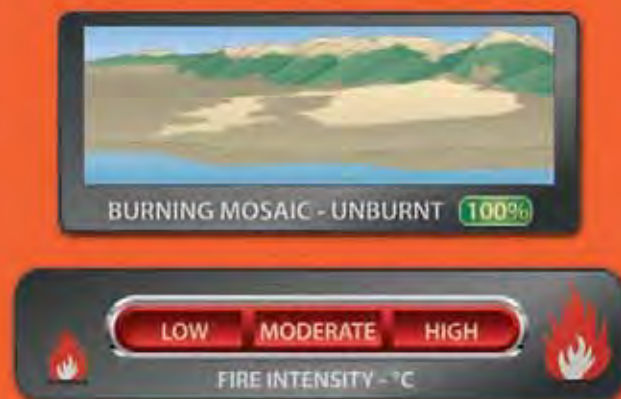 BURNING MOSAIC - UNBURNT 100%
LOW MODERATE HIGH
FIRE INTENSITY - °C